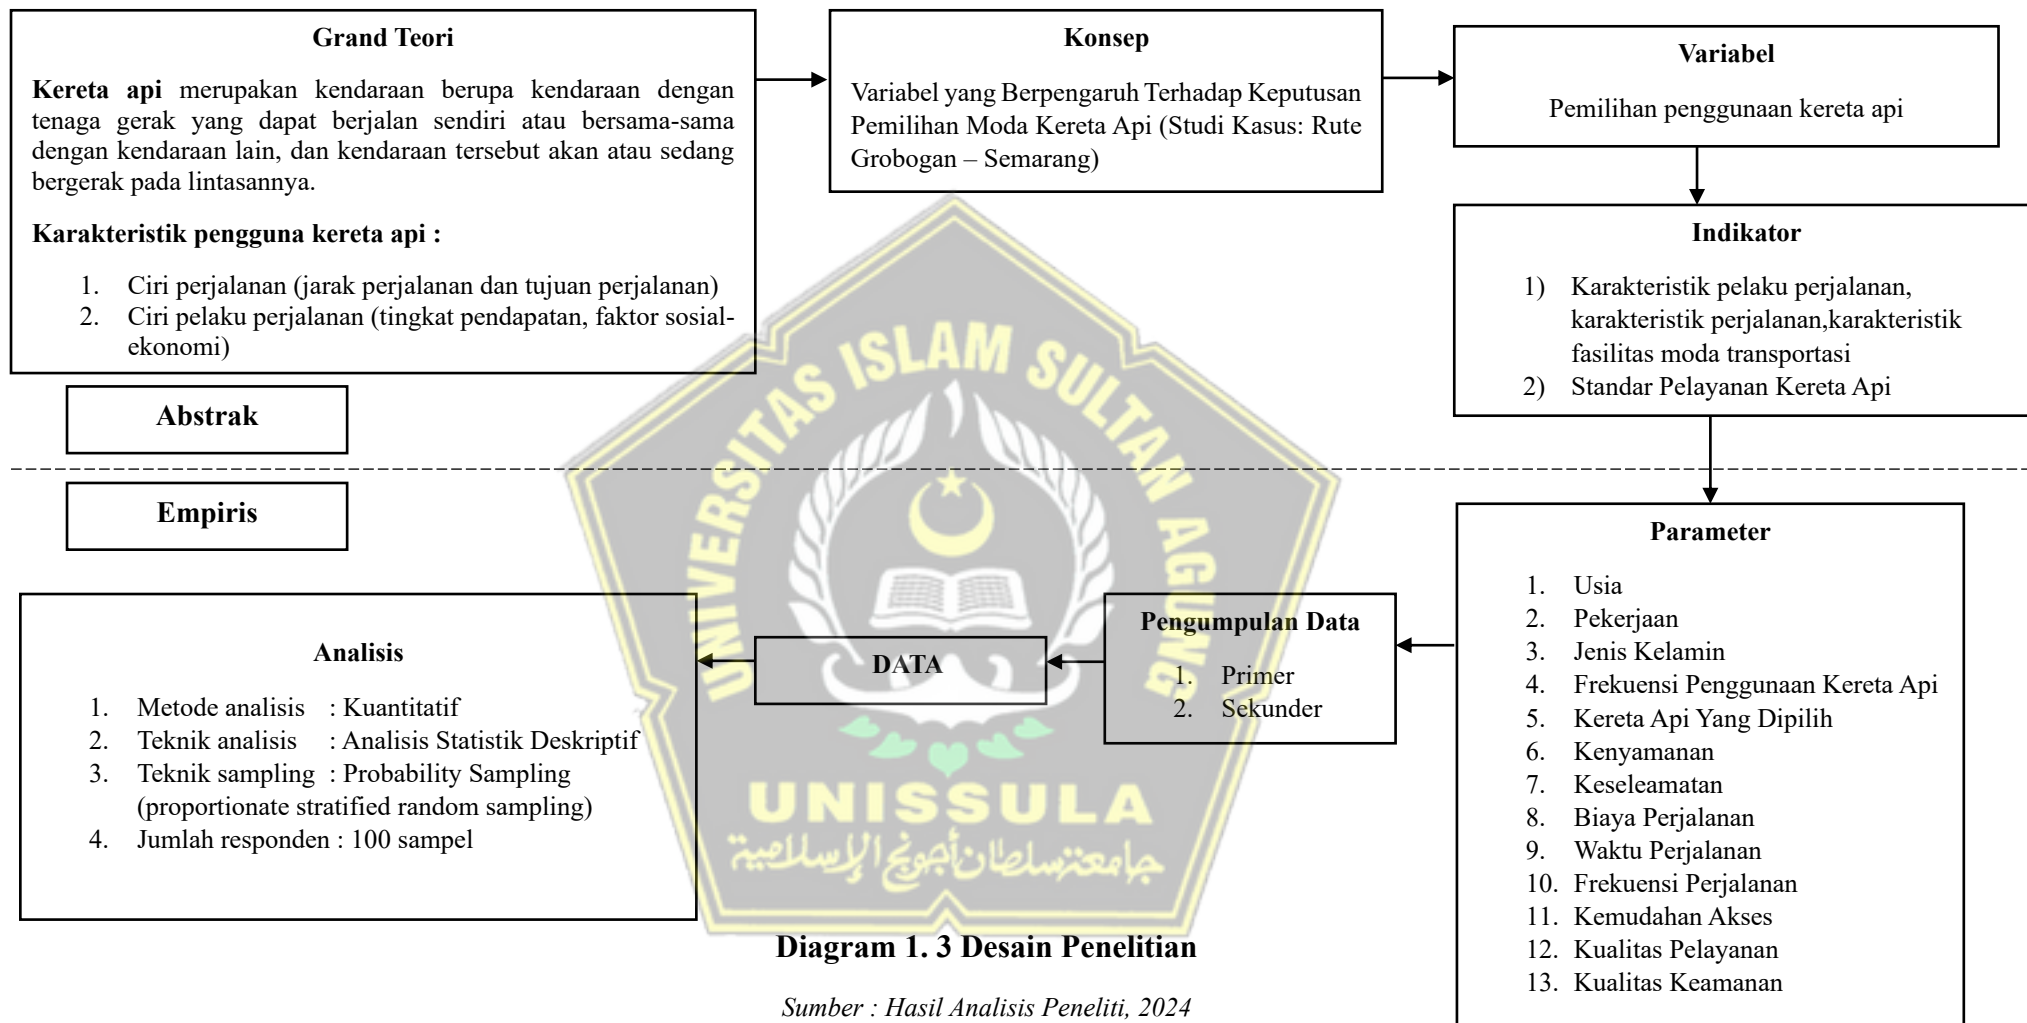 Grand Teori
Kereta api merupakan kendaraan berupa kendaraan dengan
tenaga gerak yang dapat berjalan sendiri atau bersama-sama
dengan kendaraan lain, dan kendaraan tersebut akan atau sedang
bergerak pada lintasannya.
Karakteristik pengguna kereta api :
1. Ciri perjalanan (jarak perjalanan dan tujuan perjalanan)
2. Ciri pelaku perjalanan (tingkat pendapatan, faktor sosial-
ekonomi)
Konsep
Variabel yang Berpengaruh Terhadap Keputusan
Pemilihan Moda Kereta Api (Studi Kasus: Rute
Grobogan – Semarang)
Variabel
Pemilihan penggunaan kereta api
Indikator
1) Karakteristik pelaku perjalanan,
karakteristik perjalanan,karakteristik
fasilitas moda transportasi
2) Standar Pelayanan Kereta Api
Abstrak
Empiris
Parameter
1. Usia
2. Pekerjaan
3. Jenis Kelamin
4. Frekuensi Penggunaan Kereta Api
5. Kereta Api Yang Dipilih
6. Kenyamanan
7. Keseleamatan
8. Biaya Perjalanan
9. Waktu Perjalanan
10. Frekuensi Perjalanan
11. Kemudahan Akses
12. Kualitas Pelayanan
13. Kualitas Keamanan
Pengumpulan Data
1. Primer
2. Sekunder
DATA
Analisis
1. Metode analisis : Kuantitatif
2. Teknik analisis : Analisis Statistik Deskriptif
3. Teknik sampling : Probability Sampling
(proportionate stratified random sampling)
4. Jumlah responden : 100 sampel
UNIVERSITAS ISLAM SULTAN AGUNG
UNISSULA
جامعة سلطان أجونج الإسلامية
Diagram 1. 3 Desain Penelitian
Sumber : Hasil Analisis Peneliti, 2024